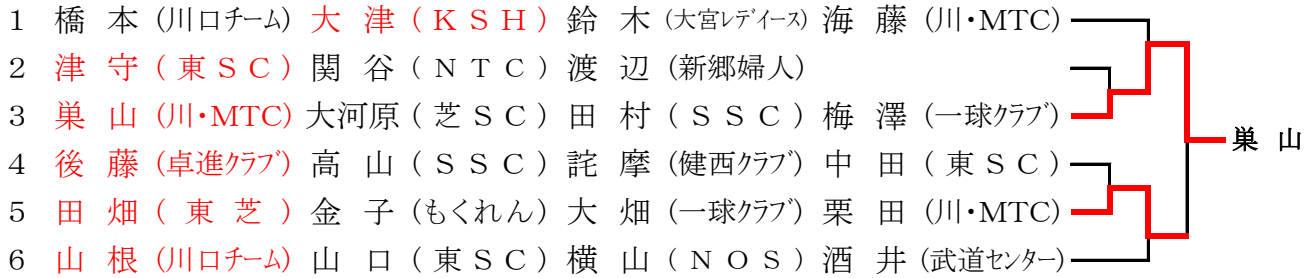 1 橋本 (川口チーム) 大津 (KSH) 鈴木 (大宮レディース) 海藤 (川・MTC)
2 津守 (東SC) 関谷 (NTC) 渡辺 (新郷婦人)
3 巣山 (川・MTC) 大河原 (芝SC) 田村 (SSC) 梅澤 (一球クラブ)
巣山
4 後藤 (卓進クラブ) 高山 (SSC) 詫摩 (健西クラブ) 中田 (東SC)
5 田畑 (東芝) 金子 (もくれん) 大畑 (一球クラブ) 栗田 (川・MTC)
6 山根 (川口チーム) 山口 (東SC) 横山 (NOS) 酒井 (武道センター)